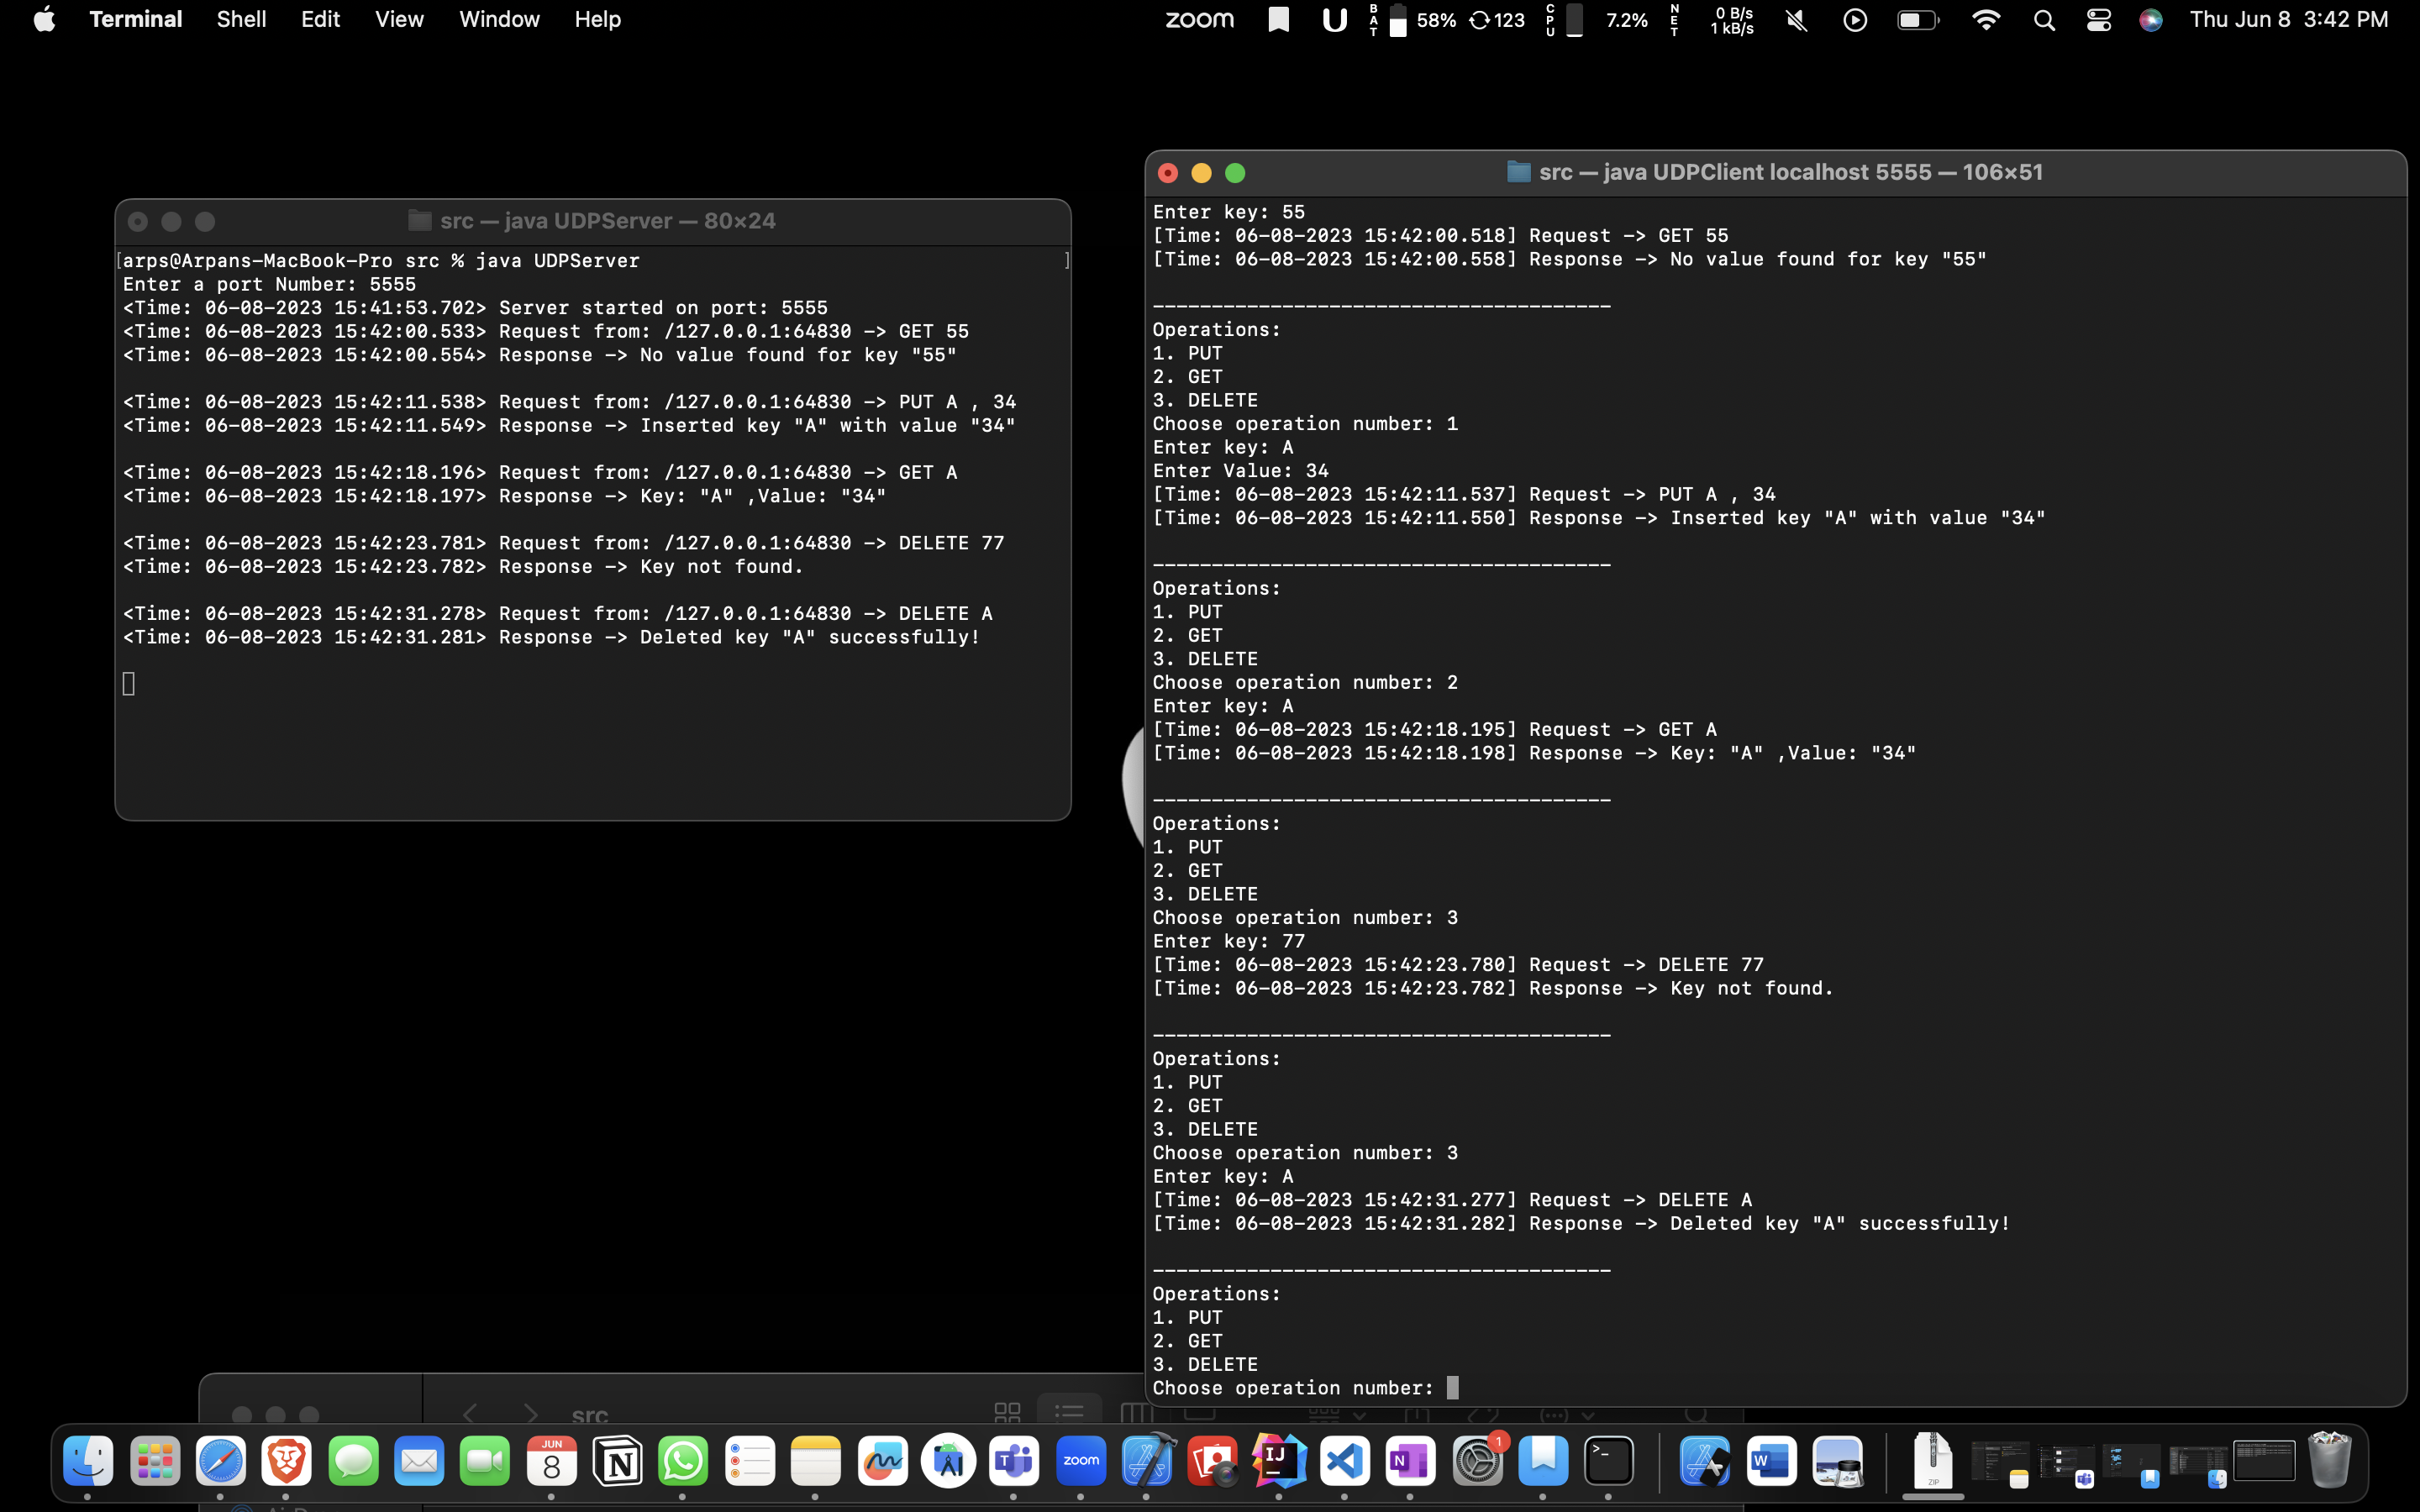 Terminal Shell Edit View Window Help
zoom U BAT 58% 123 CPU 7.2% NET 0 B/s 1 kB/s Thu Jun 8 3:42 PM
src — java UDPServer — 80×24
[arps@Arpans-MacBook-Pro src % java UDPServer ]
Enter a port Number: 5555
<Time: 06-08-2023 15:41:53.702> Server started on port: 5555
<Time: 06-08-2023 15:42:00.533> Request from: /127.0.0.1:64830 -> GET 55
<Time: 06-08-2023 15:42:00.554> Response -> No value found for key "55"
<Time: 06-08-2023 15:42:11.538> Request from: /127.0.0.1:64830 -> PUT A , 34
<Time: 06-08-2023 15:42:11.549> Response -> Inserted key "A" with value "34"
<Time: 06-08-2023 15:42:18.196> Request from: /127.0.0.1:64830 -> GET A
<Time: 06-08-2023 15:42:18.197> Response -> Key: "A" ,Value: "34"
<Time: 06-08-2023 15:42:23.781> Request from: /127.0.0.1:64830 -> DELETE 77
<Time: 06-08-2023 15:42:23.782> Response -> Key not found.
<Time: 06-08-2023 15:42:31.278> Request from: /127.0.0.1:64830 -> DELETE A
<Time: 06-08-2023 15:42:31.281> Response -> Deleted key "A" successfully!
src — java UDPClient localhost 5555 — 106×51
Enter key: 55
[Time: 06-08-2023 15:42:00.518] Request -> GET 55
[Time: 06-08-2023 15:42:00.558] Response -> No value found for key "55"
---------------------------------------
Operations:
1. PUT
2. GET
3. DELETE
Choose operation number: 1
Enter key: A
Enter Value: 34
[Time: 06-08-2023 15:42:11.537] Request -> PUT A , 34
[Time: 06-08-2023 15:42:11.550] Response -> Inserted key "A" with value "34"
---------------------------------------
Operations:
1. PUT
2. GET
3. DELETE
Choose operation number: 2
Enter key: A
[Time: 06-08-2023 15:42:18.195] Request -> GET A
[Time: 06-08-2023 15:42:18.198] Response -> Key: "A" ,Value: "34"
---------------------------------------
Operations:
1. PUT
2. GET
3. DELETE
Choose operation number: 3
Enter key: 77
[Time: 06-08-2023 15:42:23.780] Request -> DELETE 77
[Time: 06-08-2023 15:42:23.782] Response -> Key not found.
---------------------------------------
Operations:
1. PUT
2. GET
3. DELETE
Choose operation number: 3
Enter key: A
[Time: 06-08-2023 15:42:31.277] Request -> DELETE A
[Time: 06-08-2023 15:42:31.282] Response -> Deleted key "A" successfully!
---------------------------------------
Operations:
1. PUT
2. GET
3. DELETE
Choose operation number:
src
JUN 8 zoom IJ N 1 W ZIP